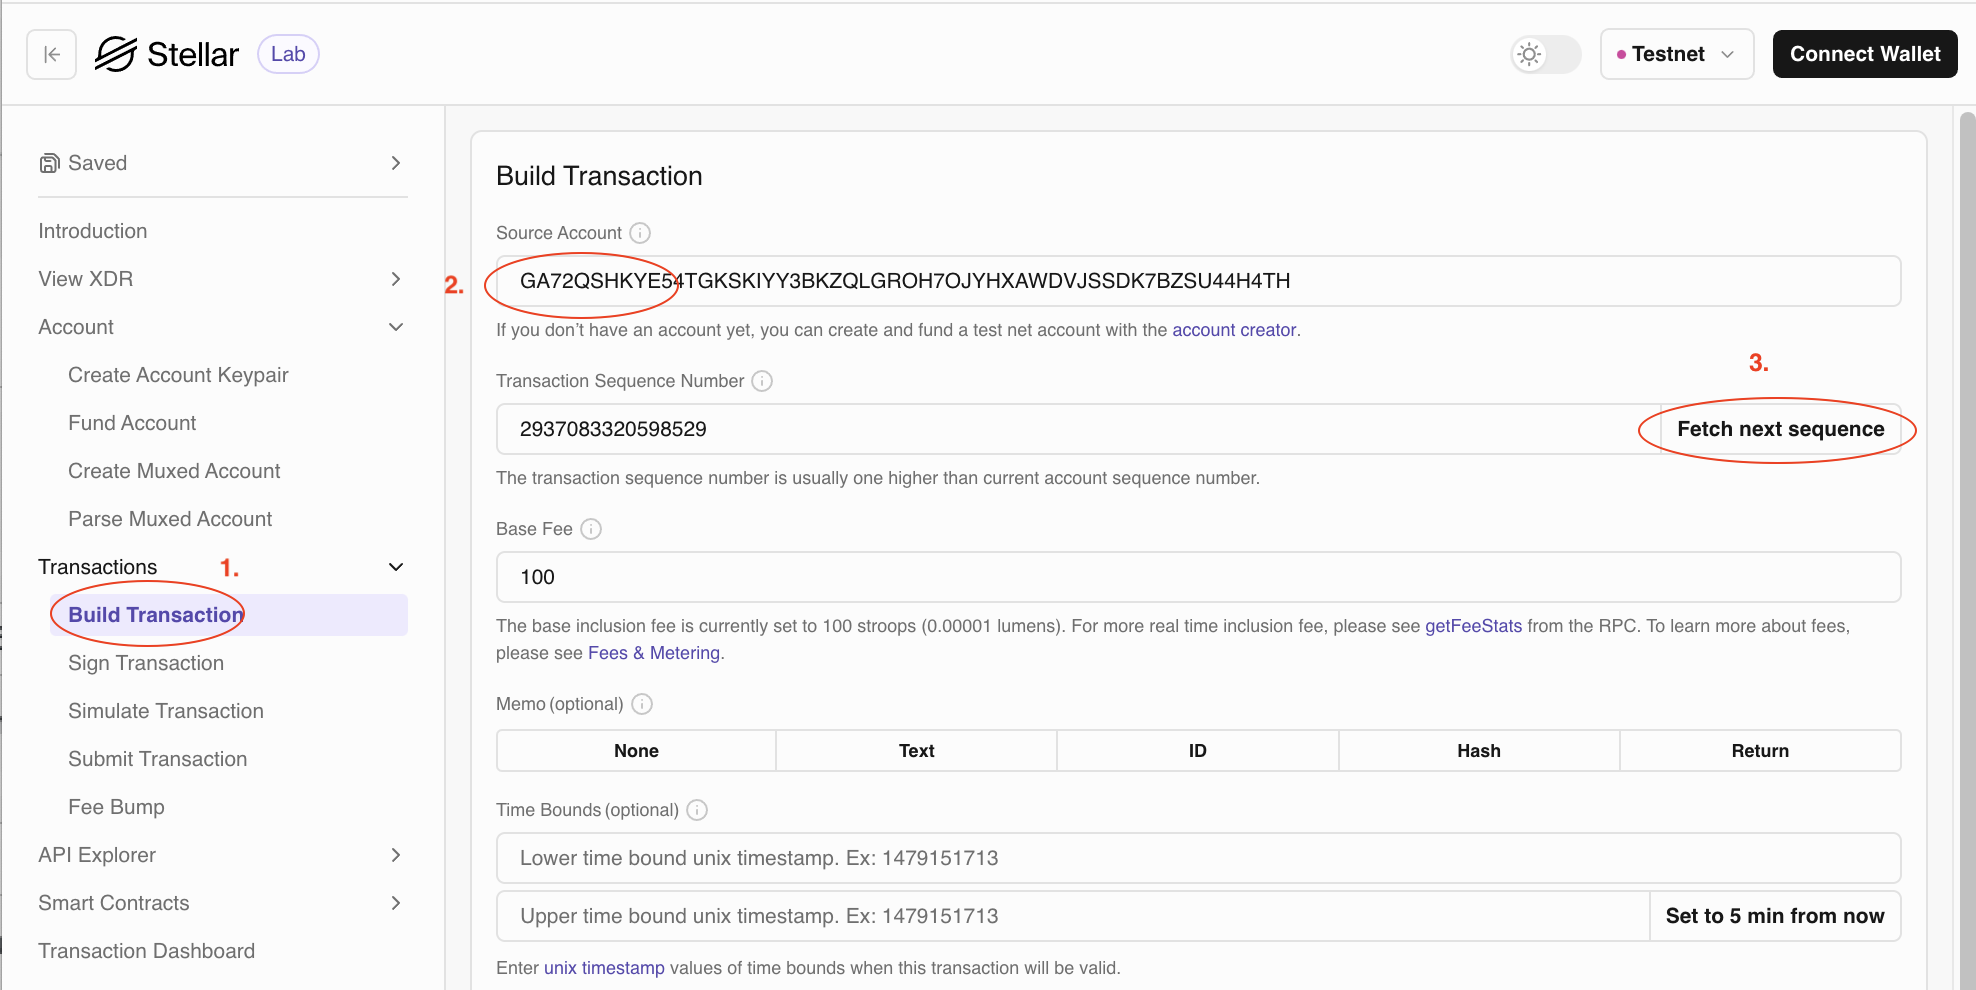 Stellar Lab
Testnet
Connect Wallet
Saved
Introduction
View XDR
Account
Create Account Keypair
Fund Account
Create Muxed Account
Parse Muxed Account
Transactions
1.
Build Transaction
Sign Transaction
Simulate Transaction
Submit Transaction
Fee Bump
API Explorer
Smart Contracts
Transaction Dashboard
Build Transaction
Source Account
2.
GA72QSHKYE54TGKSKIYY3BKZQLGROH7OJYHXAWDVJSSDK7BZSU44H4TH
If you don’t have an account yet, you can create and fund a test net account with the account creator.
3.
Transaction Sequence Number
2937083320598529
Fetch next sequence
The transaction sequence number is usually one higher than current account sequence number.
Base Fee
100
The base inclusion fee is currently set to 100 stroops (0.00001 lumens). For more real time inclusion fee, please see getFeeStats from the RPC. To learn more about fees,
please see Fees & Metering.
Memo (optional)
None Text ID Hash Return
Time Bounds (optional)
Lower time bound unix timestamp. Ex: 1479151713
Upper time bound unix timestamp. Ex: 1479151713
Set to 5 min from now
Enter unix timestamp values of time bounds when this transaction will be valid.